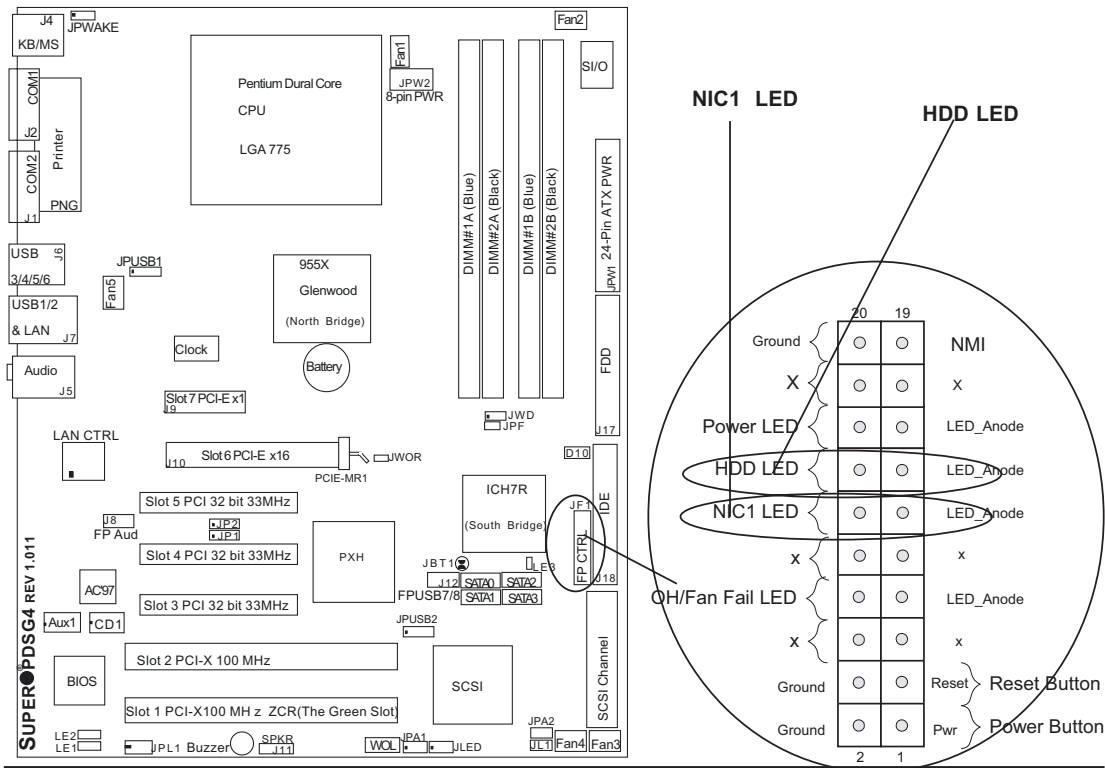 J4
KB/MS
JPWAKE
Fan2
Fan1
JPW2
8-pin PWR
SI/O
Pentium Dural Core
CPU
LGA 775
COM1
J2
COM2
J1
Printer
PNG
DIMM#1A (Blue)
DIMM#2A (Black)
DIMM#1B (Blue)
DIMM#2B (Black)
24-Pin ATX PWR
JPW1
USB
J6
3/4/5/6
JPUSB1
Fan5
USB1/2
& LAN
J7
955X
Glenwood
(North Bridge)
Clock
Battery
Audio
J5
FDD
J17
Slot 7 PCI-E x1
J9
JWD
JPF
LAN CTRL
Slot 6 PCI-E x16
J10
PCIE-MR1
JWOR
D10
IDE
J18
ICH7R
(South Bridge)
JF1
FP CTRL
Slot 5 PCI 32 bit 33MHz
J8
FP Aud
JP2
JP1
Slot 4 PCI 32 bit 33MHz
PXH
JBT1
LE3
J12
FPUSB7/8
SATA0
SATA2
SATA1
SATA3
AC'97
Slot 3 PCI 32 bit 33MHz
Aux1
CD1
JPUSB2
Slot 2 PCI-X 100 MHz
BIOS
SCSI
SCSI Channel
Slot 1 PCI-X100 MH z ZCR(The Green Slot)
SUPER®PDSG4 REV 1.011
LE2
LE1
JPL1
Buzzer
SPKR
J11
WOL
JPA1
JLED
JPA2
JL1
Fan4
Fan3
NIC1 LED
HDD LED
20 19
Ground NMI
X x
Power LED LED_Anode
HDD LED LED_Anode
NIC1 LED LED_Anode
x x
OH/Fan Fail LED LED_Anode
x x
Ground Reset Reset Button
Ground Pwr Power Button
2 1